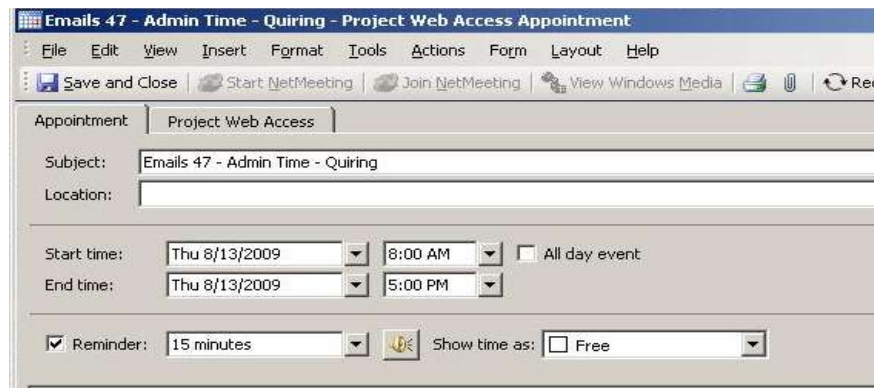 Emails 47 - Admin Time - Quiring - Project Web Access Appointment
File Edit View Insert Format Tools Actions Form Layout Help
Save and Close Start NetMeeting Join NetMeeting View Windows Media Rec
Appointment Project Web Access
Subject: Emails 47 - Admin Time - Quiring
Location:
Start time: Thu 8/13/2009 8:00 AM All day event
End time: Thu 8/13/2009 5:00 PM
Reminder: 15 minutes Show time as: Free